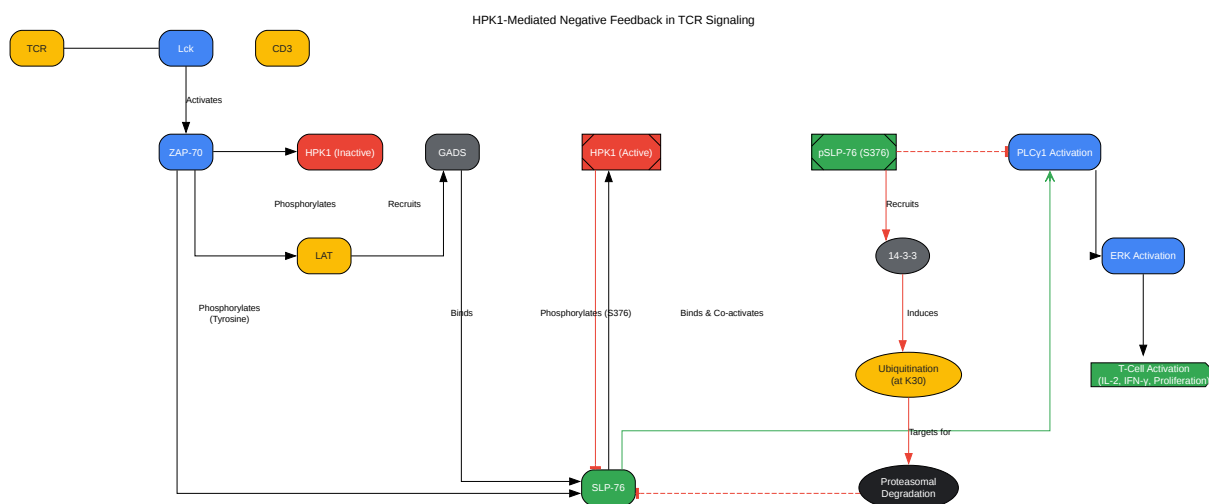 HPK1-Mediated Negative Feedback in TCR Signaling
TCR
Lck
CD3
Activates
ZAP-70
HPK1 (Inactive)
GADS
HPK1 (Active)
pSLP-76 (S376)
PLCγ1 Activation
Phosphorylates
Recruits
Recruits
LAT
14-3-3
ERK Activation
Phosphorylates
(Tyrosine)
Binds
Phosphorylates (S376)
Binds & Co-activates
Induces
Ubiquitination
(at K30)
T-Cell Activation
(IL-2, IFN-γ, Proliferation)
Targets for
SLP-76
Proteasomal
Degradation